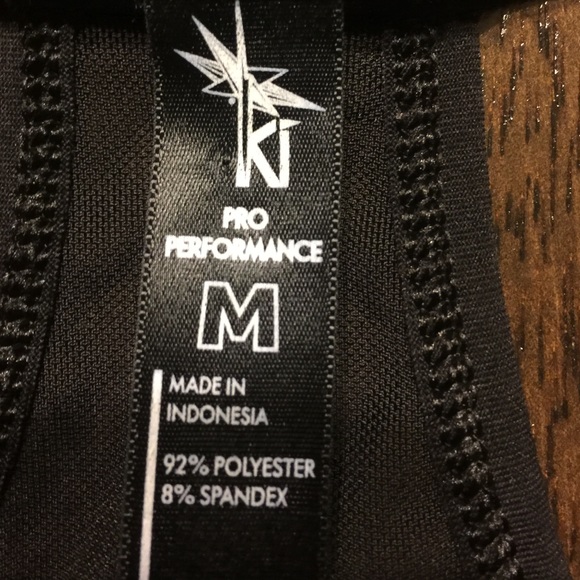 ki
PRO
PERFORMANCE
M
MADE IN
INDONESIA
92% POLYESTER
8% SPANDEX